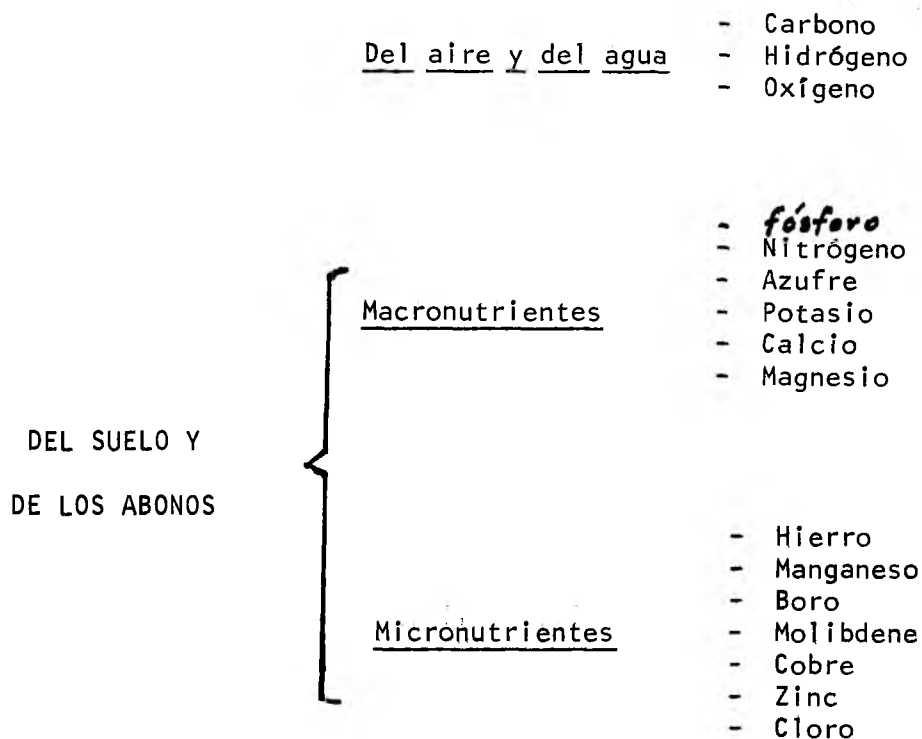 Del aire y del agua
- Carbono
- Hidrógeno
- Oxígeno
DEL SUELO Y
DE LOS ABONOS
Macronutrientes
- fósforo
- Nitrógeno
- Azufre
- Potasio
- Calcio
- Magnesio
Micronutrientes
- Hierro
- Manganeso
- Boro
- Molibdene
- Cobre
- Zinc
- Cloro